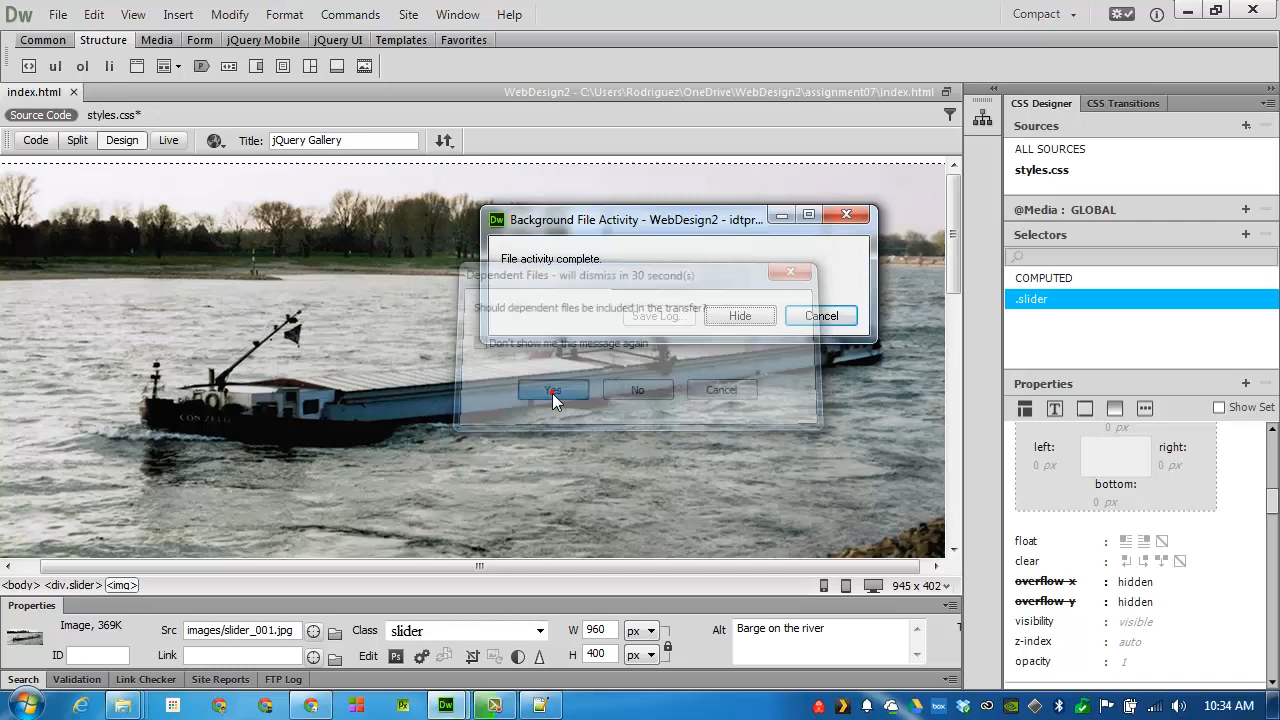 Dw File Edit View Insert Modify Format Commands Site Window Help Compact
Common Structure Media Form jQuery Mobile jQuery UI Templates Favorites
ul ol li
index.html WebDesign2 - C:\Users\Rodriguez\OneDrive\WebDesign2\assignment07\index.html
Source Code styles.css*
Code Split Design Live Title: jQuery Gallery
Dw Background File Activity - WebDesign2 - idtpr...
File activity complete.
Dependent Files - will dismiss in 30 second(s)
Should dependent files be included in the transfer?
Save Log... Hide Cancel
Don't show me this message again
Yes No Cancel
CSS Designer CSS Transitions
Sources
ALL SOURCES
styles.css
@Media : GLOBAL
Selectors
COMPUTED
.slider
Properties
Show Set
0 px
left: right:
0 px 0 px
bottom:
0 px
float :
clear :
overflow-x : hidden
overflow-y : hidden
visibility : visible
z-index : auto
opacity : 1
<body> <div.slider> <img> 945 x 402
Properties
Image, 369K Src images/slider_001.jpg Class slider W 960 px Alt Barge on the river
ID Link Edit Ps H 400 px
Search Validation Link Checker Site Reports FTP Log
Dw box 10:34 AM